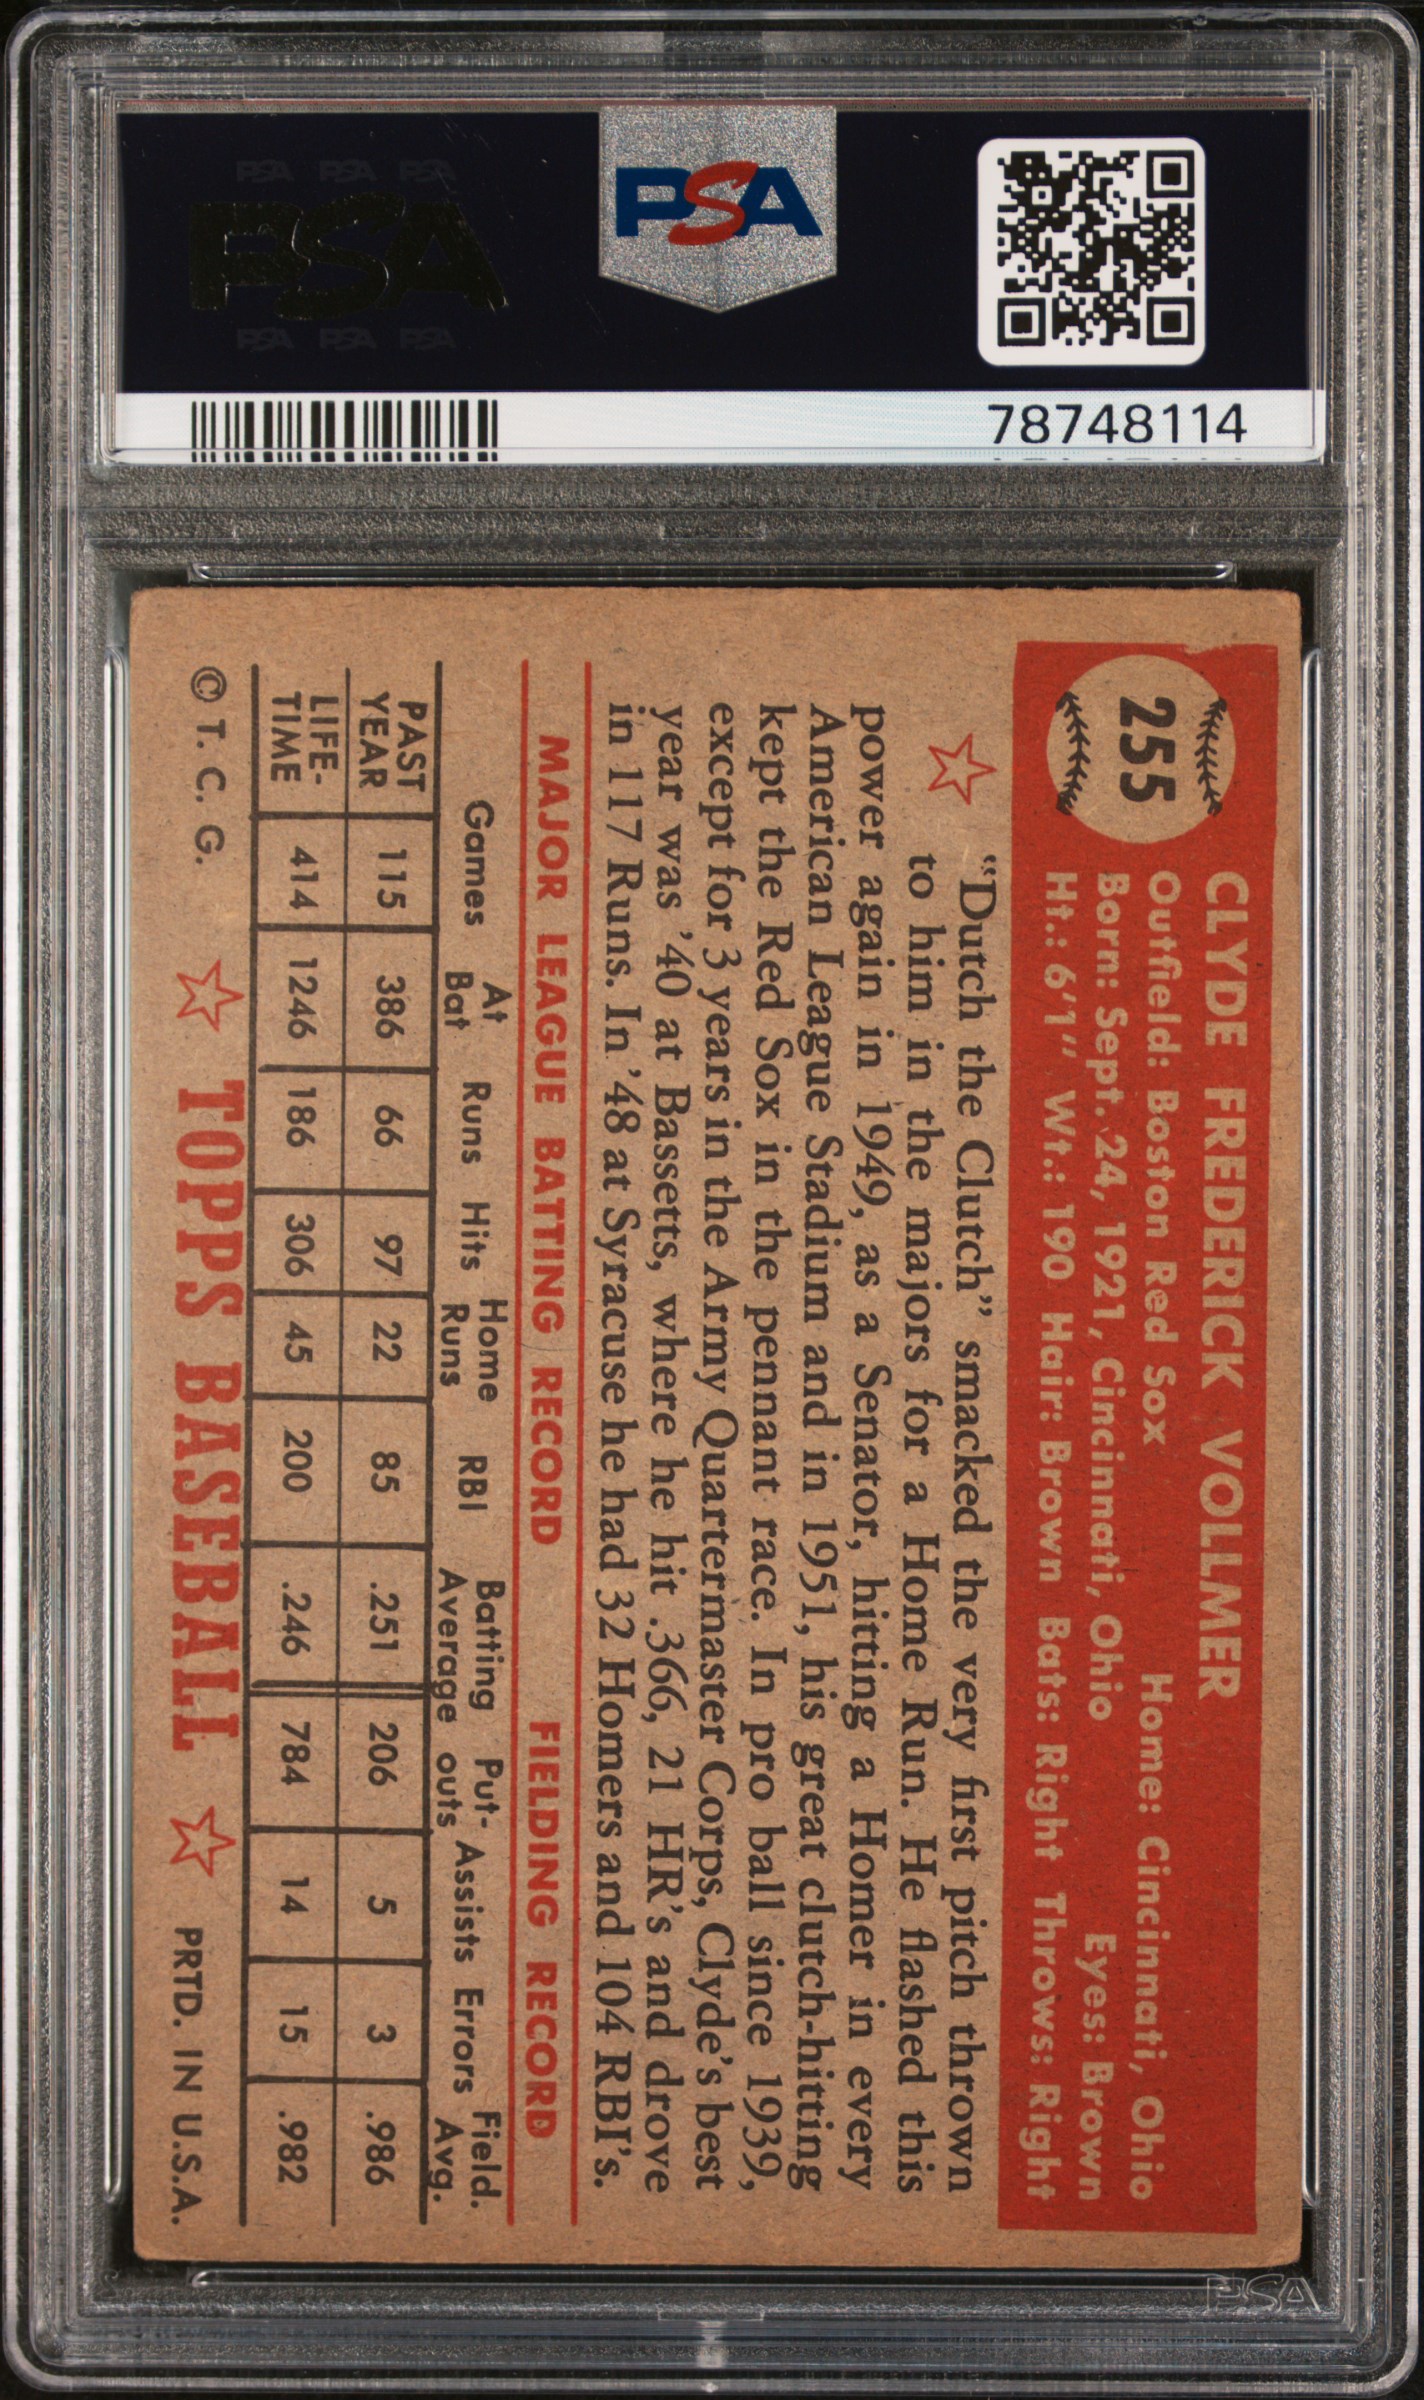 PSA PSA PSA
PSA
PSA PSA PSA
PSA
78748114
255
CLYDE FREDERICK VOLLMER
Outfield: Boston Red Sox Home: Cincinnati, Ohio
Born: Sept. 24, 1921, Cincinnati, Ohio Eyes: Brown
Ht.: 6'1" Wt.: 190 Hair: Brown Bats: Right Throws: Right
"Dutch the Clutch" smacked the very first pitch thrown
to him in the majors for a Home Run. He flashed this
power again in 1949, as a Senator, hitting a Homer in every
American League Stadium and in 1951, his great clutch-hitting
kept the Red Sox in the pennant race. In pro ball since 1939,
except for 3 years in the Army Quartermaster Corps, Clyde's best
year was '40 at Bassetts, where he hit .366, 21 HR's and drove
in 117 Runs. In '48 at Syracuse he had 32 Homers and 104 RBI's.
MAJOR LEAGUE BATTING RECORD FIELDING RECORD
Games At Bat Runs Hits Home Runs RBI Batting Average Put-outs Assists Errors Field. Avg.
PAST YEAR 115 386 66 97 22 85 .251 206 5 3 .986
LIFE-TIME 414 1246 186 306 45 200 .246 784 14 15 .982
© T. C. G. TOPPS BASEBALL PRTD. IN U.S.A.
PSA